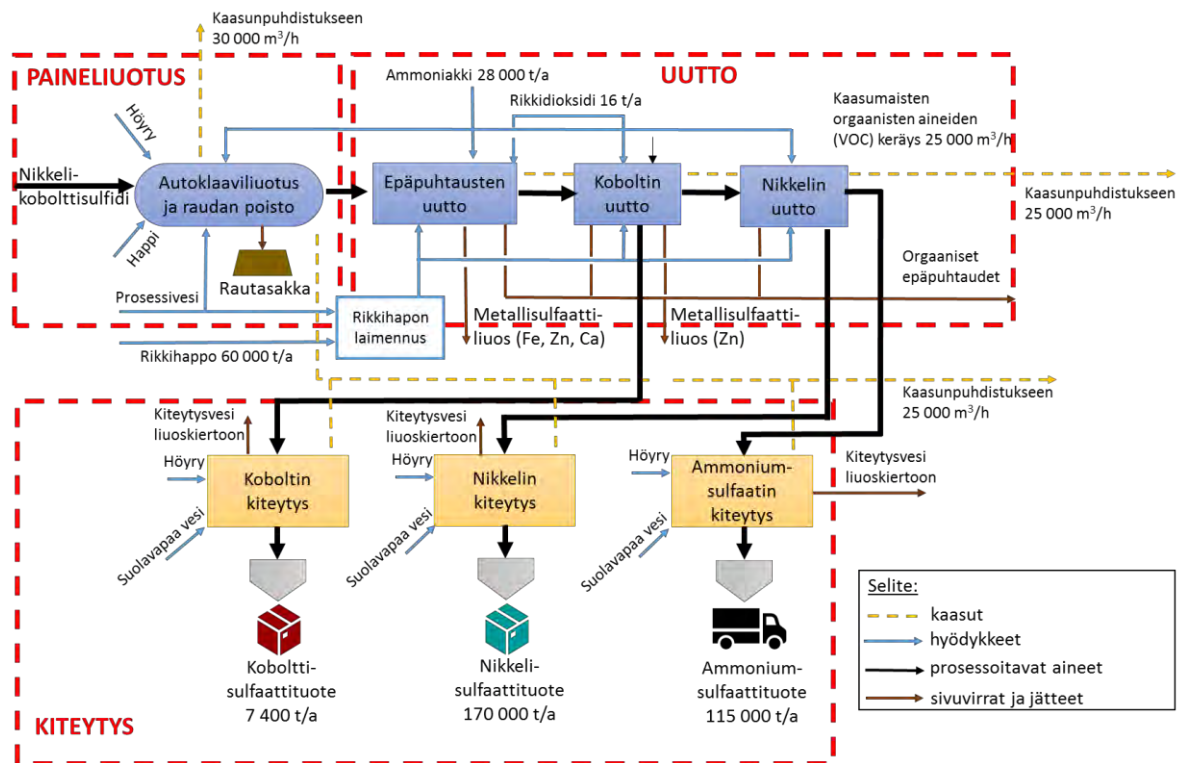 Kaasunpuhdistukseen
30 000 m³/h
PAINELIUOTUS
UUTTO
Ammoniakki 28 000 t/a
Rikkidioksidi 16 t/a
Kaasumaisten
orgaanisten aineiden
(VOC) keräys 25 000 m³/h
Höyry
Nikkeli-
kobolttisulfidi
Happi
Autoklaaviliuotus
ja raudan poisto
Epäpuhtausten
uutto
Koboltin
uutto
Nikkelin
uutto
Kaasunpuhdistukseen
25 000 m³/h
Rautasakka
Orgaaniset
epäpuhtaudet
Prosessivesi
Rikkihapon
laimennus
Metallisulfaatti-
liuos (Fe, Zn, Ca)
Metallisulfaatti-
liuos (Zn)
Rikkihappo 60 000 t/a
Kaasunpuhdistukseen
25 000 m³/h
Kiteytysvesi
liuoskiertoon
Kiteytysvesi
liuoskiertoon
Kiteytysvesi
liuoskiertoon
Höyry
Koboltin
kiteytys
Suolavapaa vesi
Höyry
Nikkelin
kiteytys
Suolavapaa vesi
Höyry
Ammonium-
sulfaatin
kiteytys
Suolavapaa vesi
Koboltti-
sulfaattituote
7 400 t/a
Nikkeli-
sulfaattituote
170 000 t/a
Ammonium-
sulfaattituote
115 000 t/a
KITEYTYS
Selite:
kaasut
hyödykkeet
prosessoitavat aineet
sivuvirrat ja jätteet